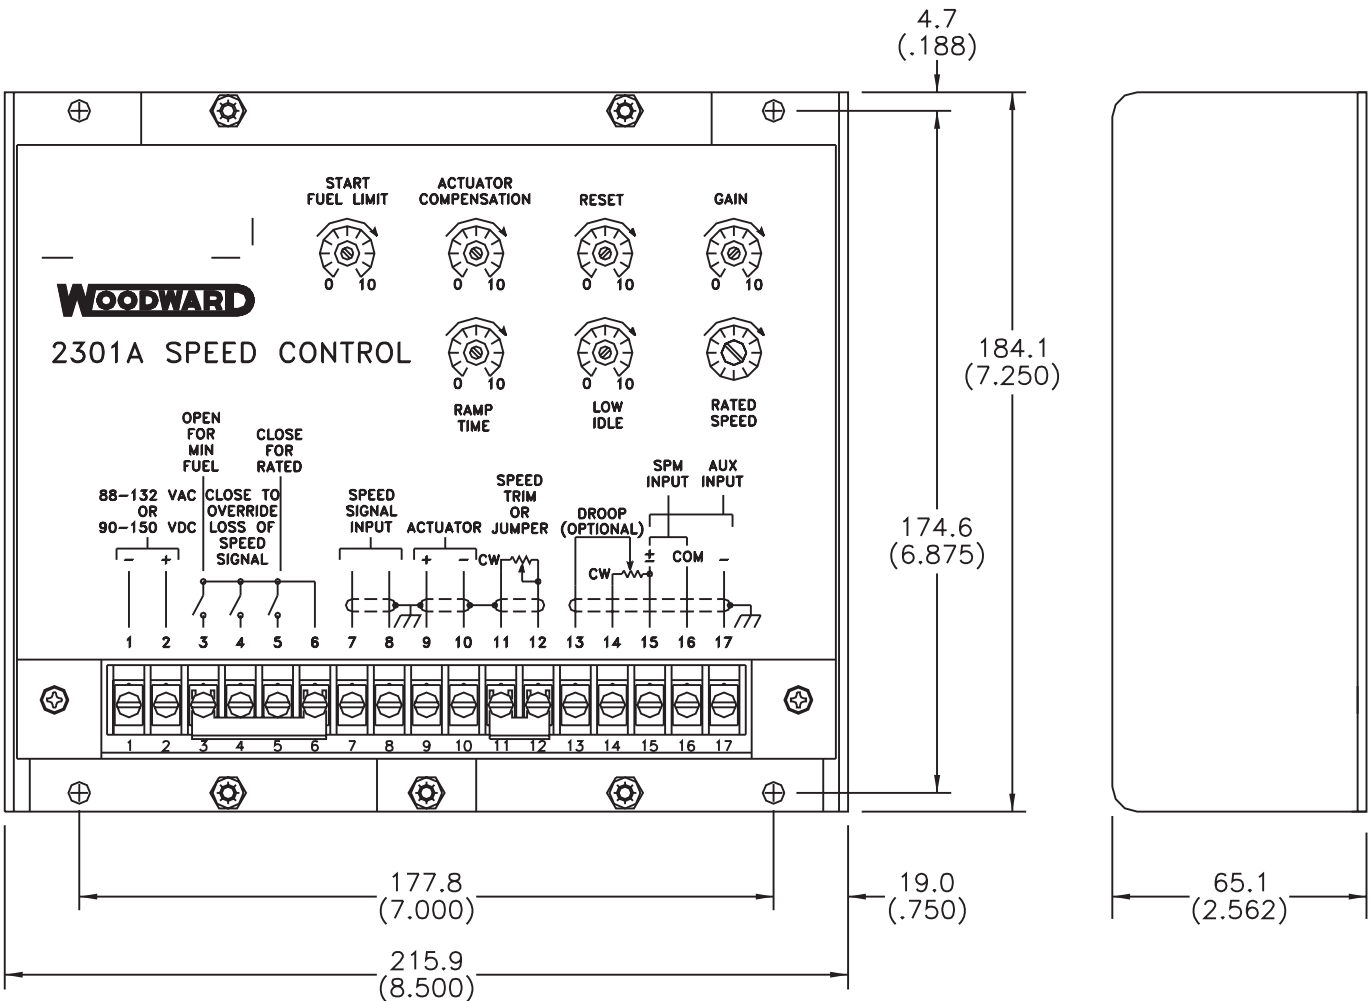 4.7
(.188)
START
FUEL LIMIT
ACTUATOR
COMPENSATION
RESET
GAIN
0 10
0 10
0 10
0 10
WOODWARD
2301A SPEED CONTROL
184.1
(7.250)
0 10
0 10
RAMP
TIME
LOW
IDLE
RATED
SPEED
OPEN
FOR
MIN
FUEL
CLOSE
FOR
RATED
88-132 VAC
OR
90-150 VDC
- +
CLOSE TO
OVERRIDE
LOSS OF
SPEED
SIGNAL
SPEED
SIGNAL
INPUT
ACTUATOR
+ -
SPEED
TRIM
OR
JUMPER
CW
DROOP
(OPTIONAL)
CW
SPM
INPUT
AUX
INPUT
± COM -
174.6
(6.875)
1 2 3 4 5 6 7 8 9 10 11 12 13 14 15 16 17
1 2 3 4 5 6 7 8 9 10 11 12 13 14 15 16 17
177.8
(7.000)
19.0
(.750)
65.1
(2.562)
215.9
(8.500)